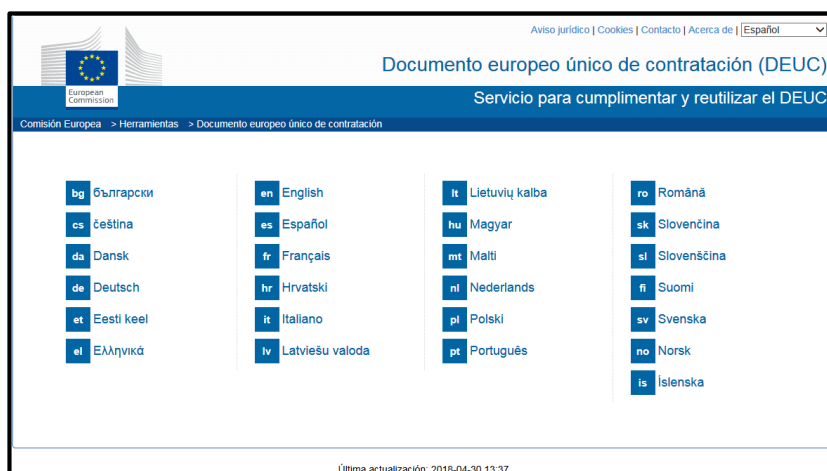 Aviso jurídico | Cookies | Contacto | Acerca de | Español
Documento europeo único de contratación (DEUC)
European
Commission
Servicio para cumplimentar y reutilizar el DEUC
Comisión Europea > Herramientas > Documento europeo único de contratación
bg български
cs čeština
da Dansk
de Deutsch
et Eesti keel
el Ελληνικά
en English
es Español
fr Français
hr Hrvatski
it Italiano
lv Latviešu valoda
lt Lietuvių kalba
hu Magyar
mt Malti
nl Nederlands
pl Polski
pt Português
ro Română
sk Slovenčina
sl Slovenščina
fi Suomi
sv Svenska
no Norsk
is Íslenska
Última actualización: 2018-04-30 13:37